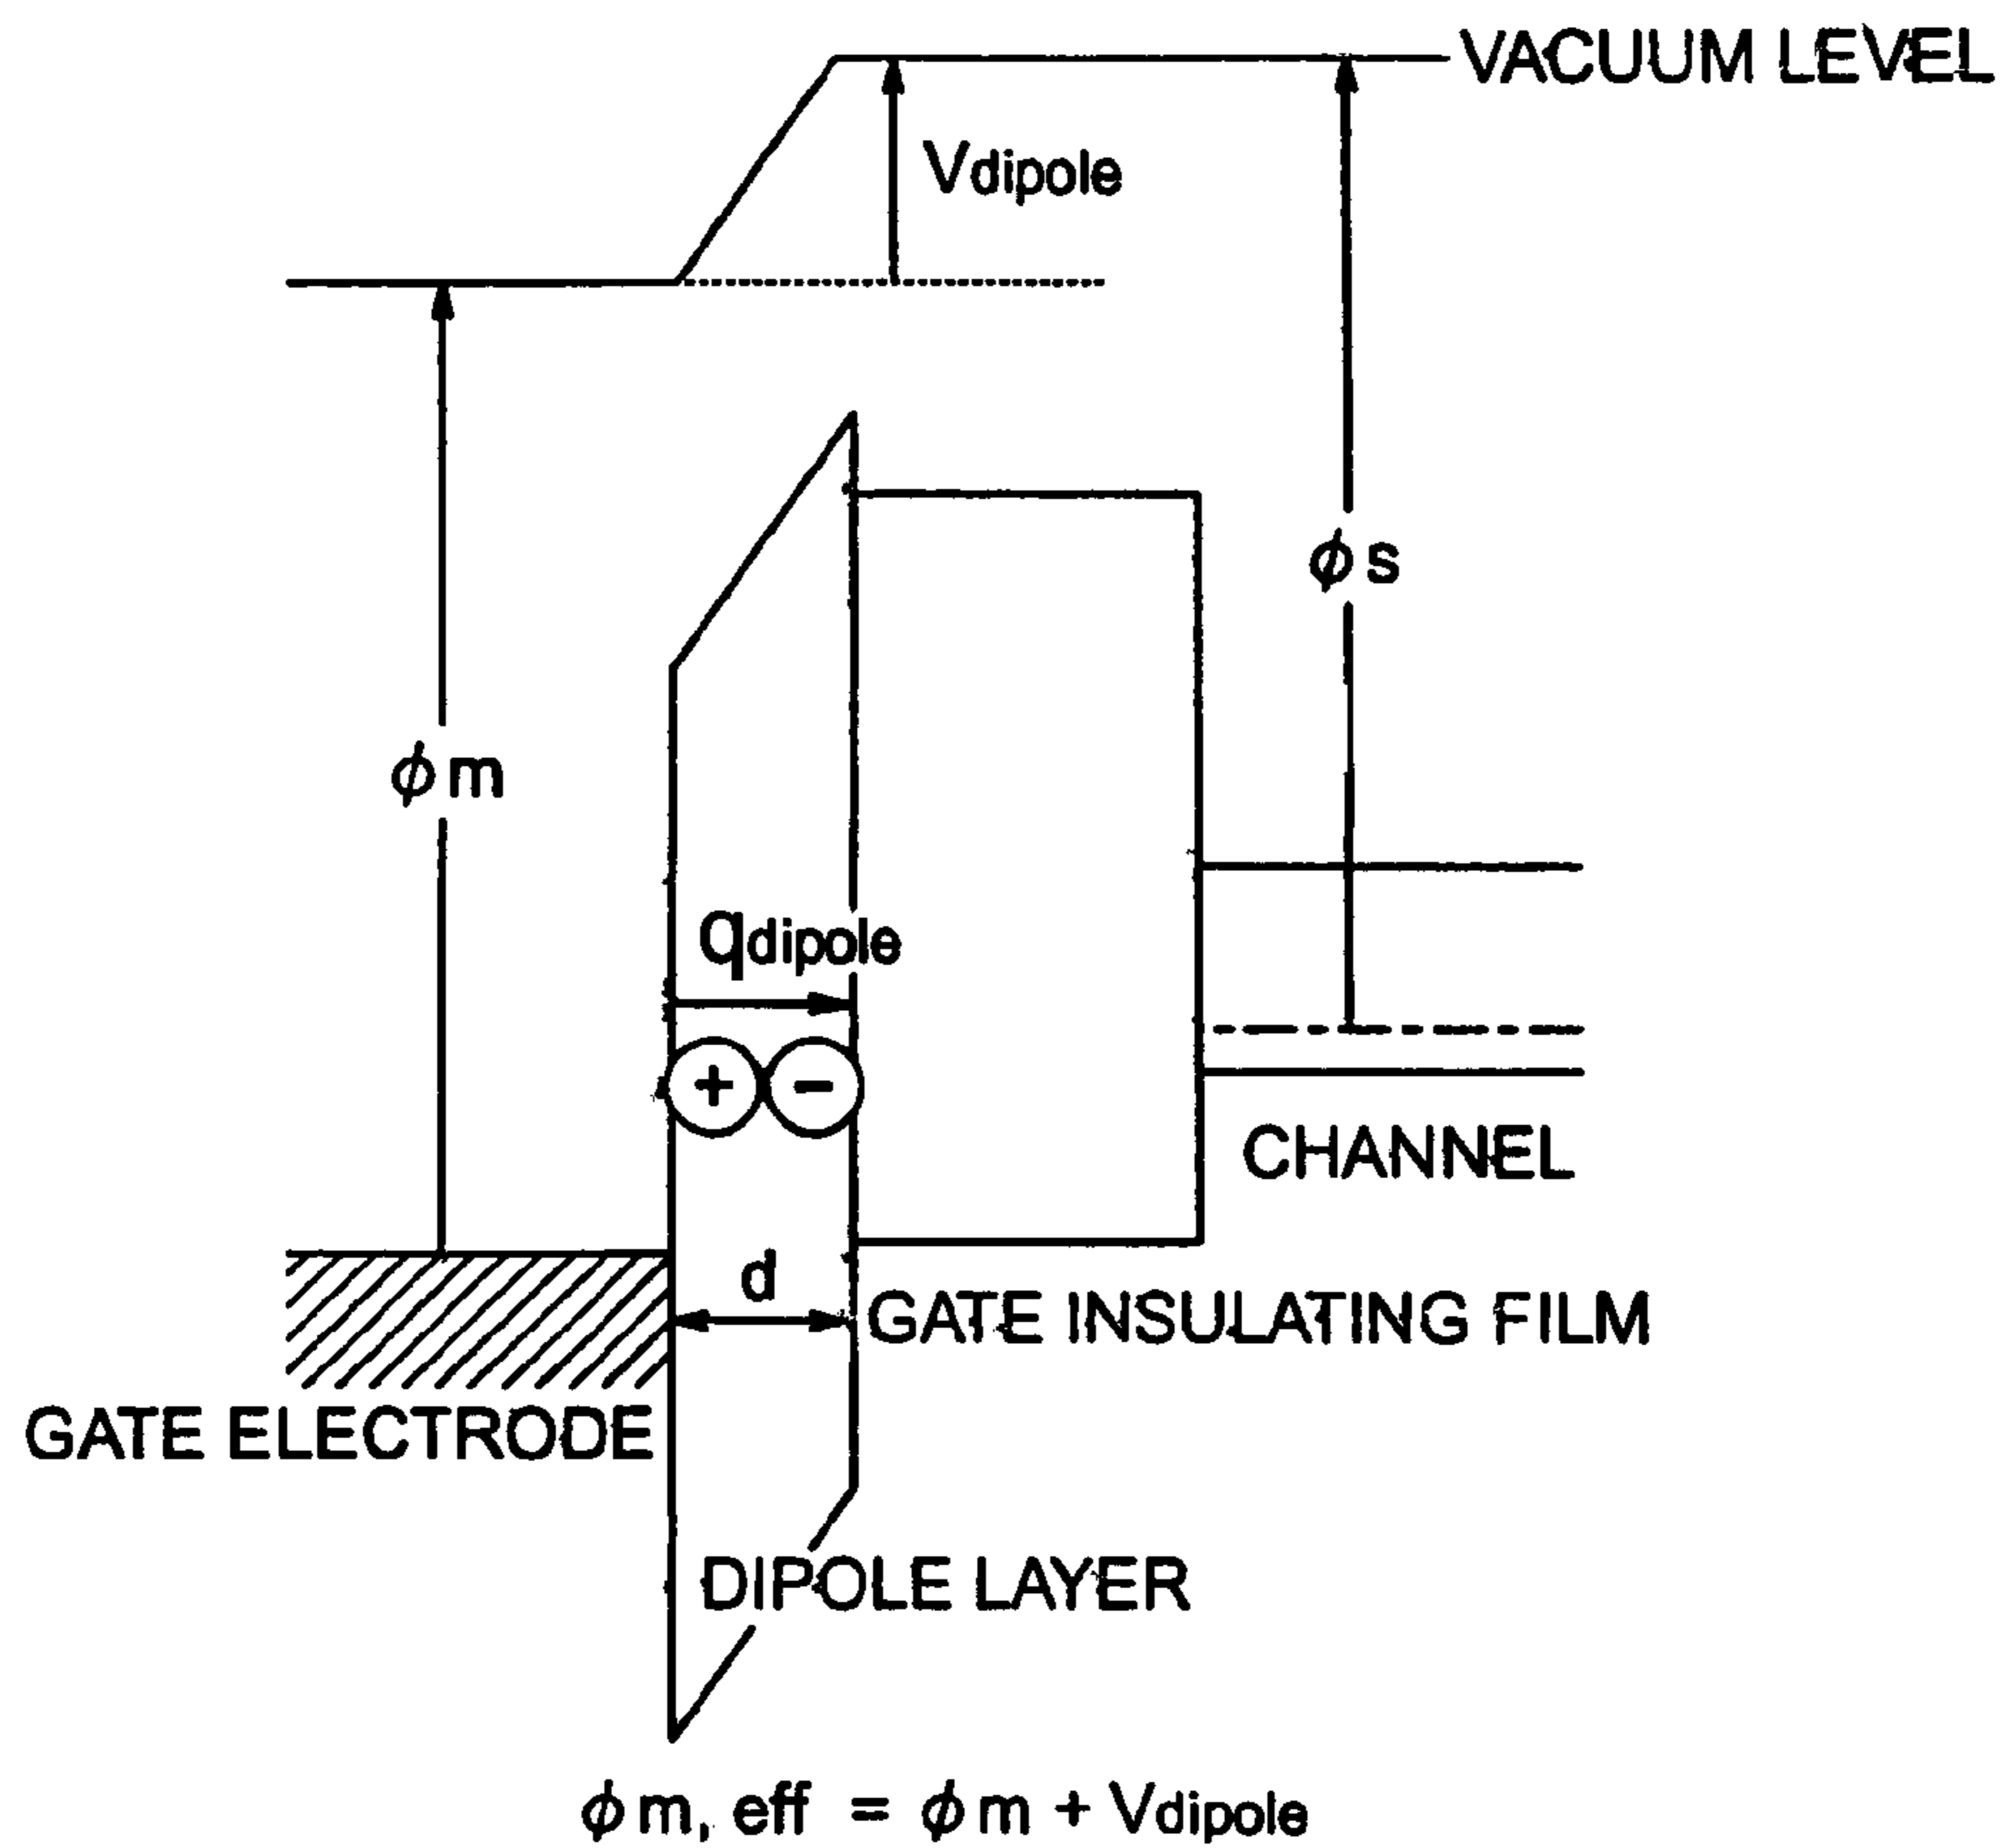 VACUUM LEVEL
Vdipole
ϕs
ϕm
qdipole
+ −
CHANNEL
d
GATE INSULATING FILM
GATE ELECTRODE
DIPOLE LAYER
ϕm, eff = ϕm + Vdipole